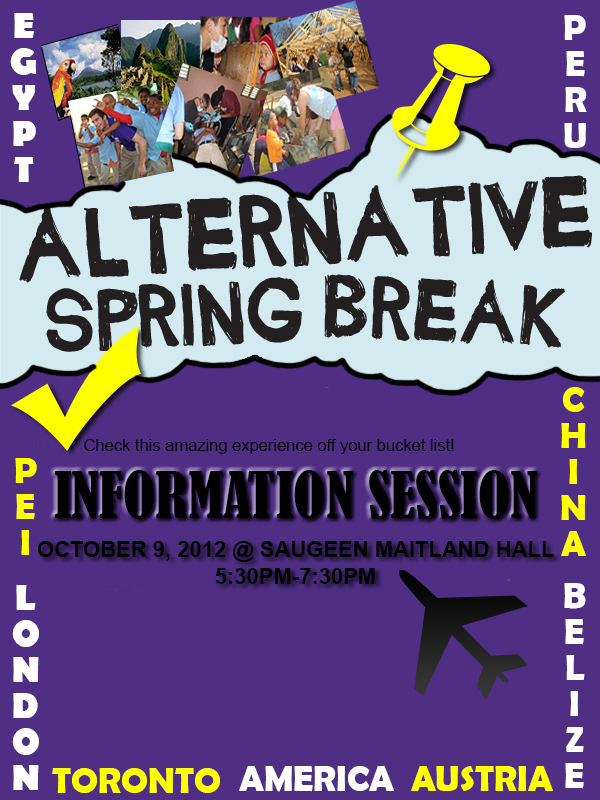 EGYPT
PERU
ALTERNATIVE
SPRING BREAK
Check this amazing experience off your bucket list!
INFORMATION SESSION
OCTOBER 9, 2012 @ SAUGEEN MAITLAND HALL
5:30PM-7:30PM
PEI
CHINA
LONDON
BELIZE
TORONTO AMERICA AUSTRIA